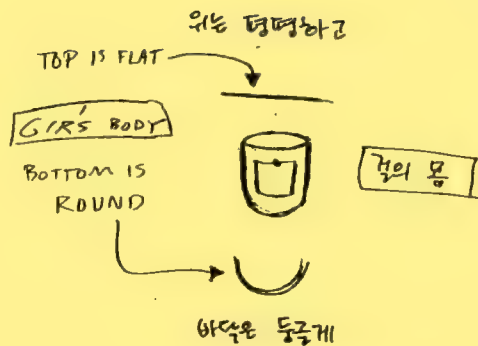 위는 평평하고
TOP IS FLAT
GIR'S BODY
BOTTOM IS
ROUND
걸의 몸
바닥은 둥글게